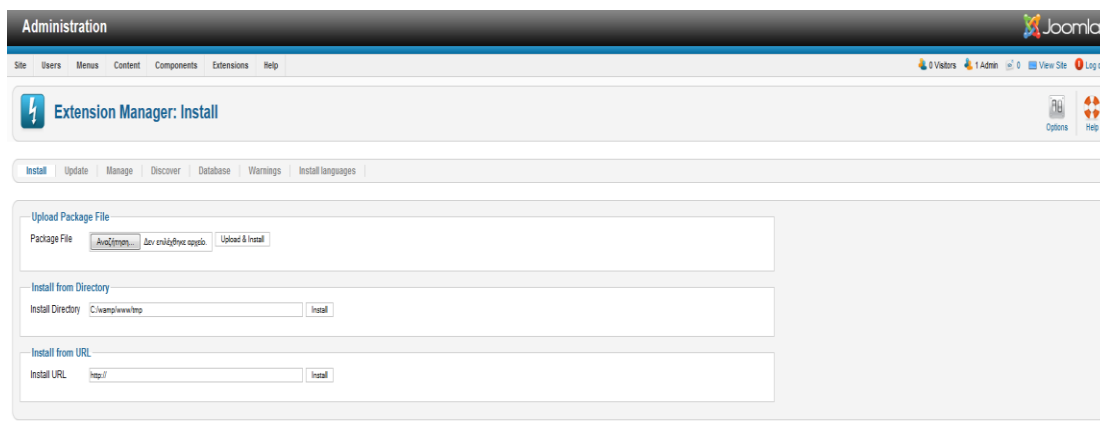 Administration
Joomla
Site Users Menus Content Components Extensions Help
0 Visitors 1 Admin 0 View Site Log o
Extension Manager: Install
Options Help
Install Update Manage Discover Database Warnings Install languages
Upload Package File
Package File Αναζήτηση... Δεν επιλέχθηκε αρχείο. Upload & Install
Install from Directory
Install Directory C:/wamp/www/tmp Install
Install from URL
Install URL http:// Install